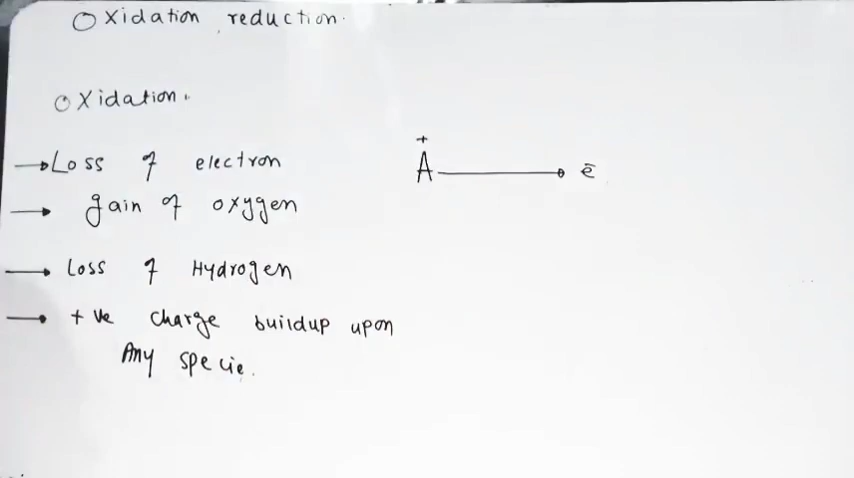 Oxidation reduction.
Oxidation.
→ Loss of electron
→ gain of oxygen
→ Loss of Hydrogen
→ +ve charge buildup upon
Any specie.
A⁺ → e⁻